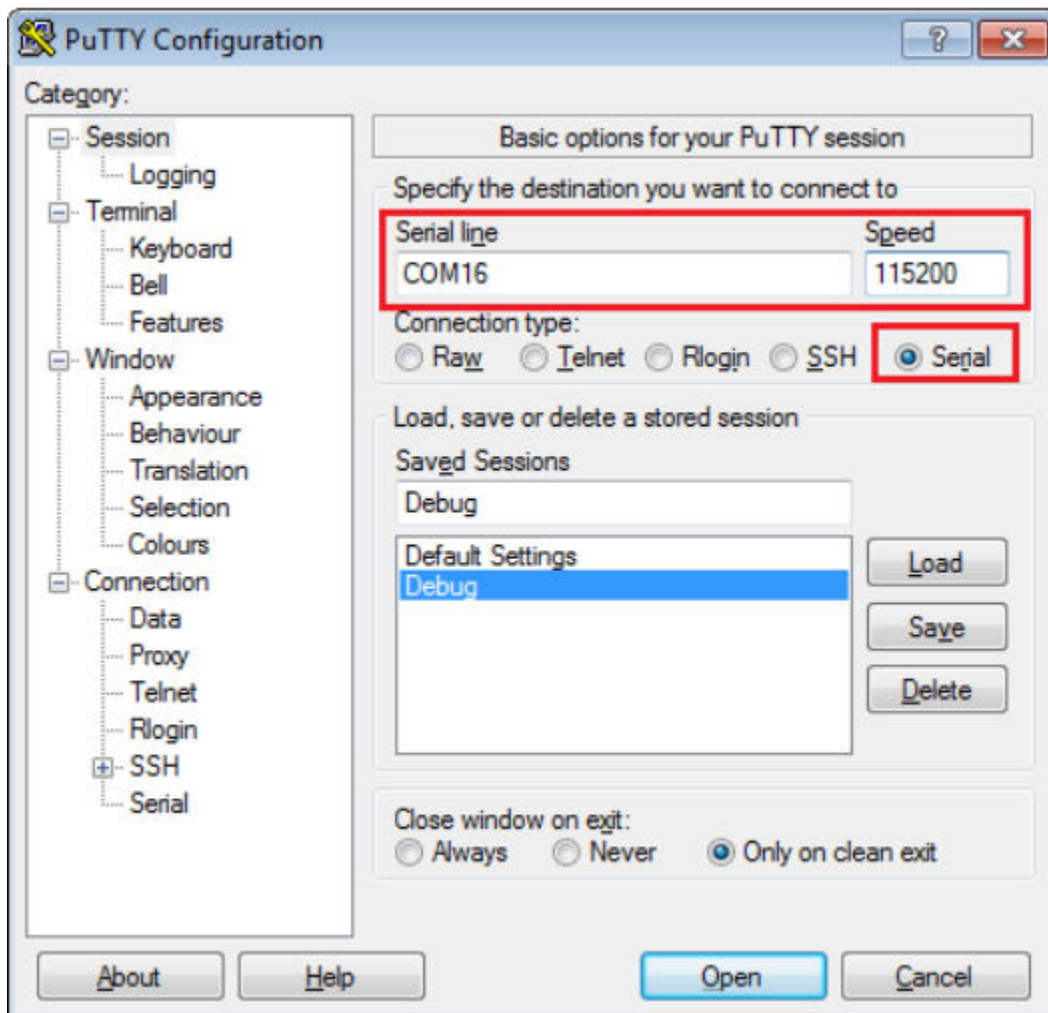 PuTTY Configuration
Category:
Session
Logging
Terminal
Keyboard
Bell
Features
Window
Appearance
Behaviour
Translation
Selection
Colours
Connection
Data
Proxy
Telnet
Rlogin
SSH
Serial
Basic options for your PuTTY session
Specify the destination you want to connect to
Serial line Speed
COM16 115200
Connection type:
Raw Telnet Rlogin SSH Serial
Load, save or delete a stored session
Saved Sessions
Debug
Default Settings
Debug
Load
Save
Delete
Close window on exit:
Always Never Only on clean exit
About Help Open Cancel